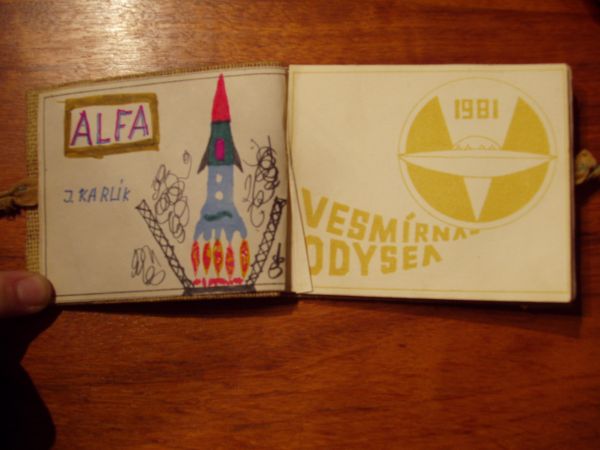 ALFA
J. KARLÍK
1981
VESMÍRNÁ
ODYSEA